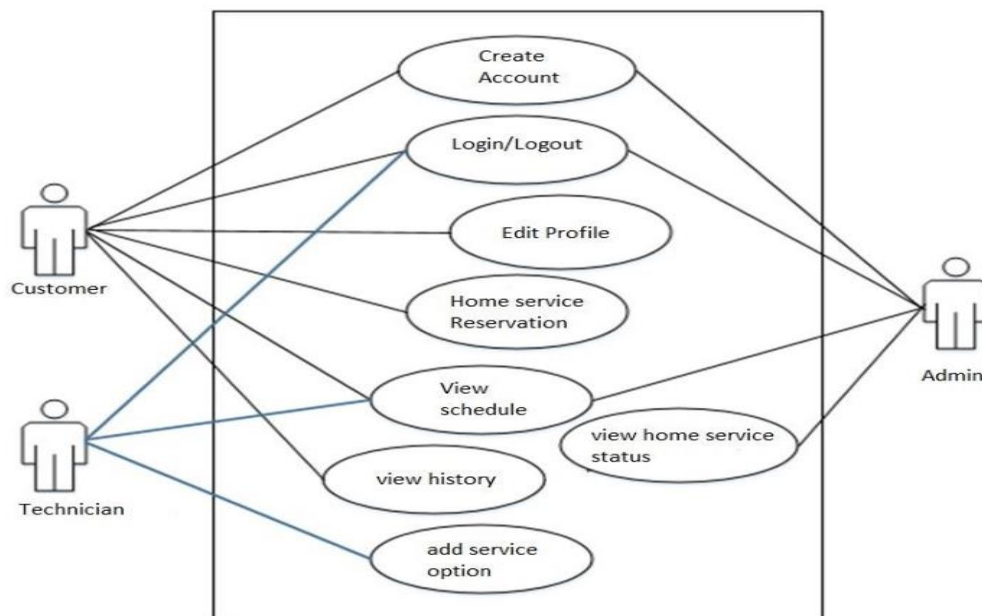 Create
Account
Login/Logout
Edit Profile
Customer
Home service
Reservation
Admin
View
schedule
view home service
status
view history
Technician
add service
option